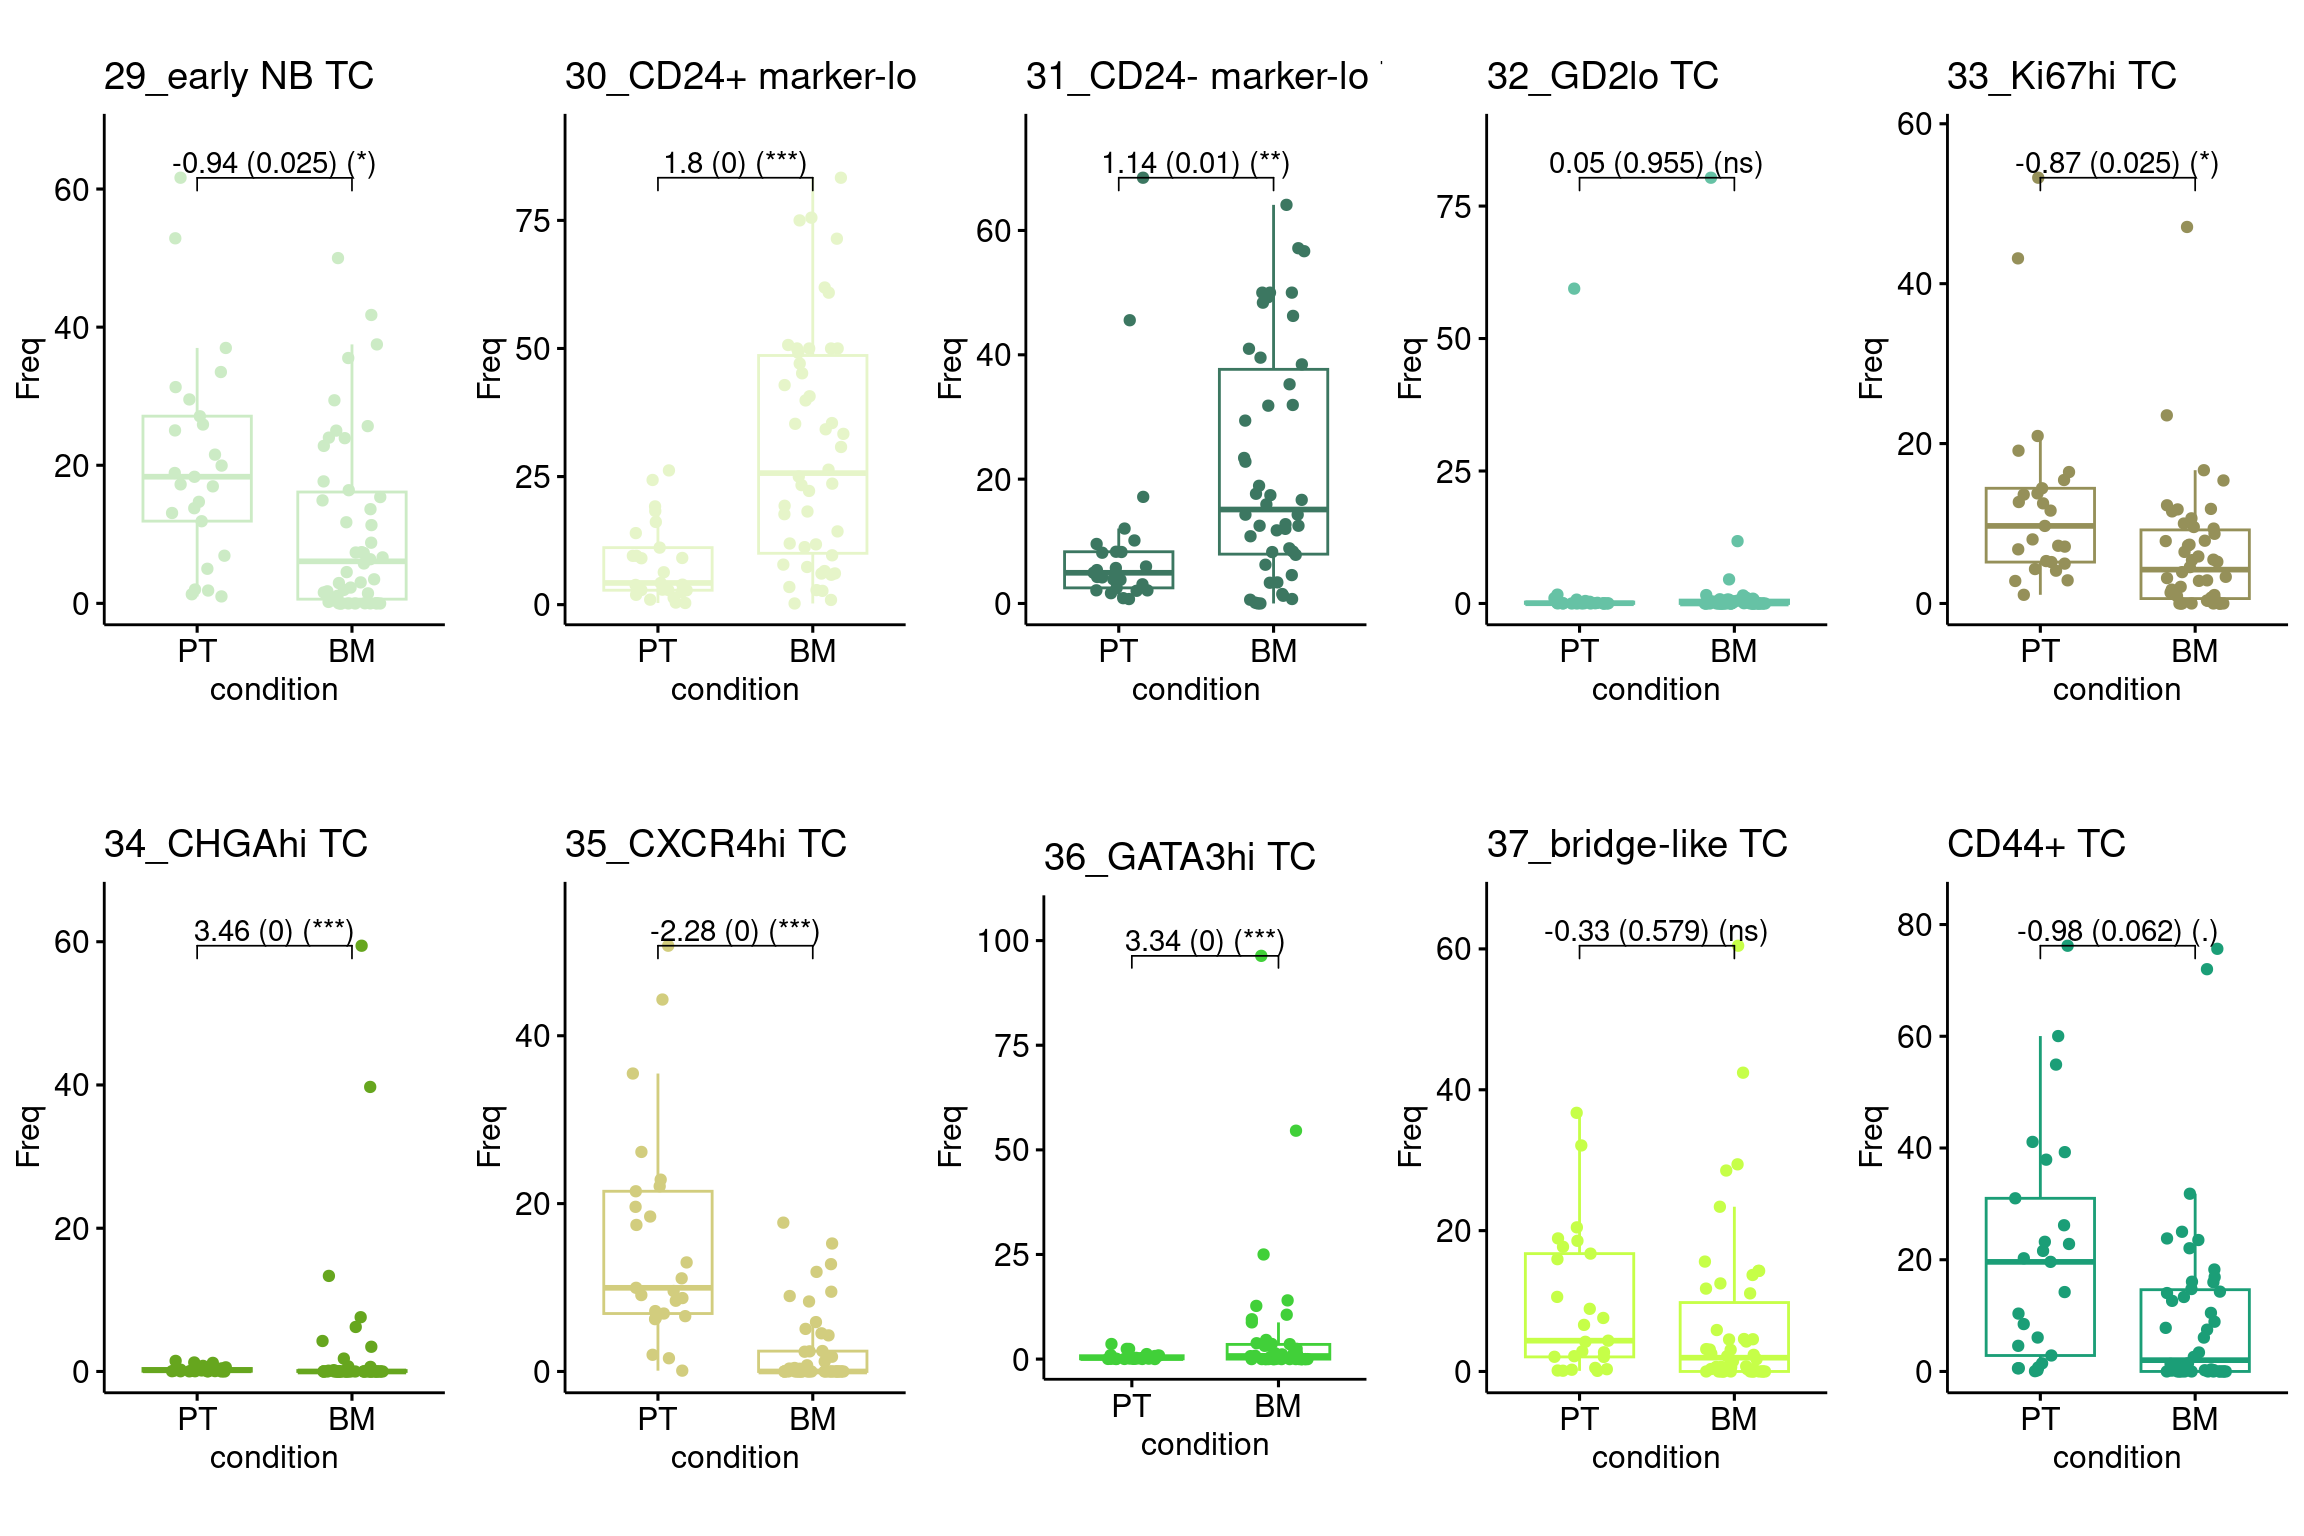 29_early NB TC
30_CD24+ marker-lo
31_CD24- marker-lo
32_GD2lo TC
33_Ki67hi TC
-0.94 (0.025) (*)
1.8 (0) (***)
1.14 (0.01) (**)
0.05 (0.955) (ns)
-0.87 (0.025) (*)
Freq
60
40
20
0
PT
BM
condition
Freq
75
50
25
0
PT
BM
condition
Freq
60
40
20
0
PT
BM
condition
Freq
75
50
25
0
PT
BM
condition
Freq
60
40
20
0
PT
BM
condition
34_CHGAhi TC
35_CXCR4hi TC
36_GATA3hi TC
37_bridge-like TC
CD44+ TC
3.46 (0) (***)
-2.28 (0) (***)
3.34 (0) (***)
-0.33 (0.579) (ns)
-0.98 (0.062) (.)
Freq
60
40
20
0
PT
BM
condition
Freq
40
20
0
PT
BM
condition
Freq
100
75
50
25
0
PT
BM
condition
Freq
60
40
20
0
PT
BM
condition
Freq
80
60
40
20
0
PT
BM
condition